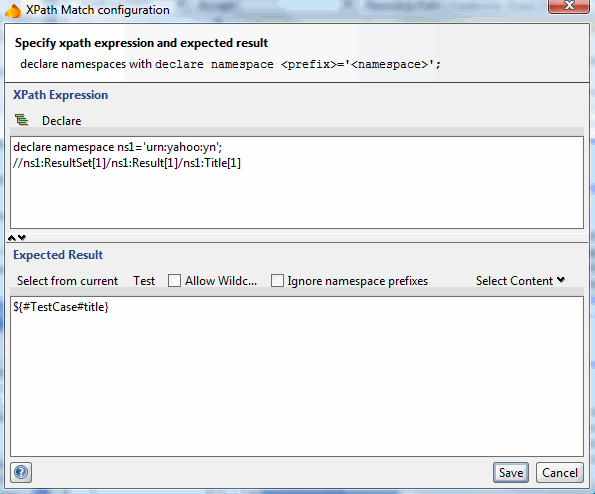 XPath Match configuration
Specify xpath expression and expected result
declare namespaces with declare namespace <prefix>='<namespace>';
XPath Expression
Declare
declare namespace ns1='urn:yahoo:yn';
//ns1:ResultSet[1]/ns1:Result[1]/ns1:Title[1]
Expected Result
Select from current Test Allow Wildc... Ignore namespace prefixes Select Content
${#TestCase#title}
Save Cancel